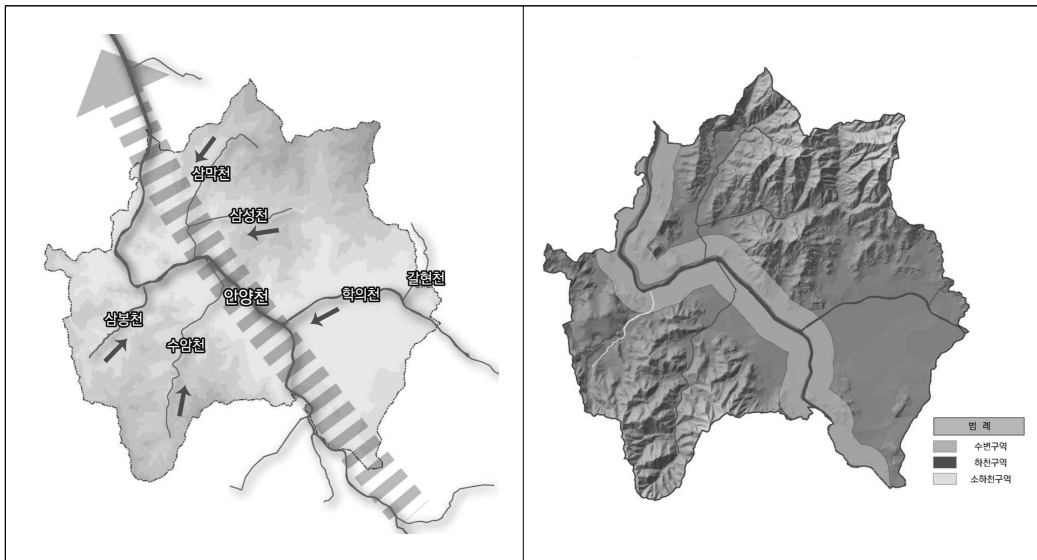 삼막천
삼성천
갈현천
안양천
학의천
삼봉천
수암천
범 례
수변구역
하천구역
소하천구역